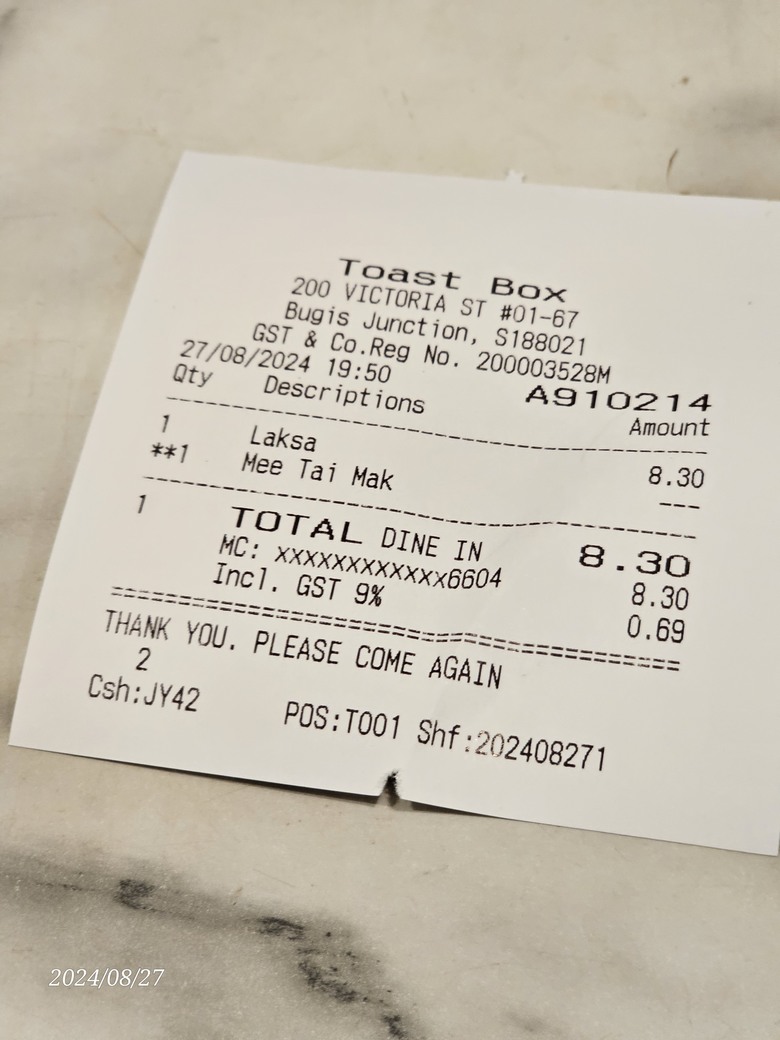 Toast Box
200 VICTORIA ST #01-67
Bugis Junction, S188021
GST & Co.Reg No. 200003528M
27/08/2024 19:50 A910214
Qty Descriptions Amount
1 Laksa 8.30
**1 Mee Tai Mak ---
1 TOTAL DINE IN 8.30
MC: xxxxxxxxxxxx6604 8.30
Incl. GST 9% 0.69
THANK YOU. PLEASE COME AGAIN
2
Csh:JY42 POS:T001 Shf:202408271
2024/08/27